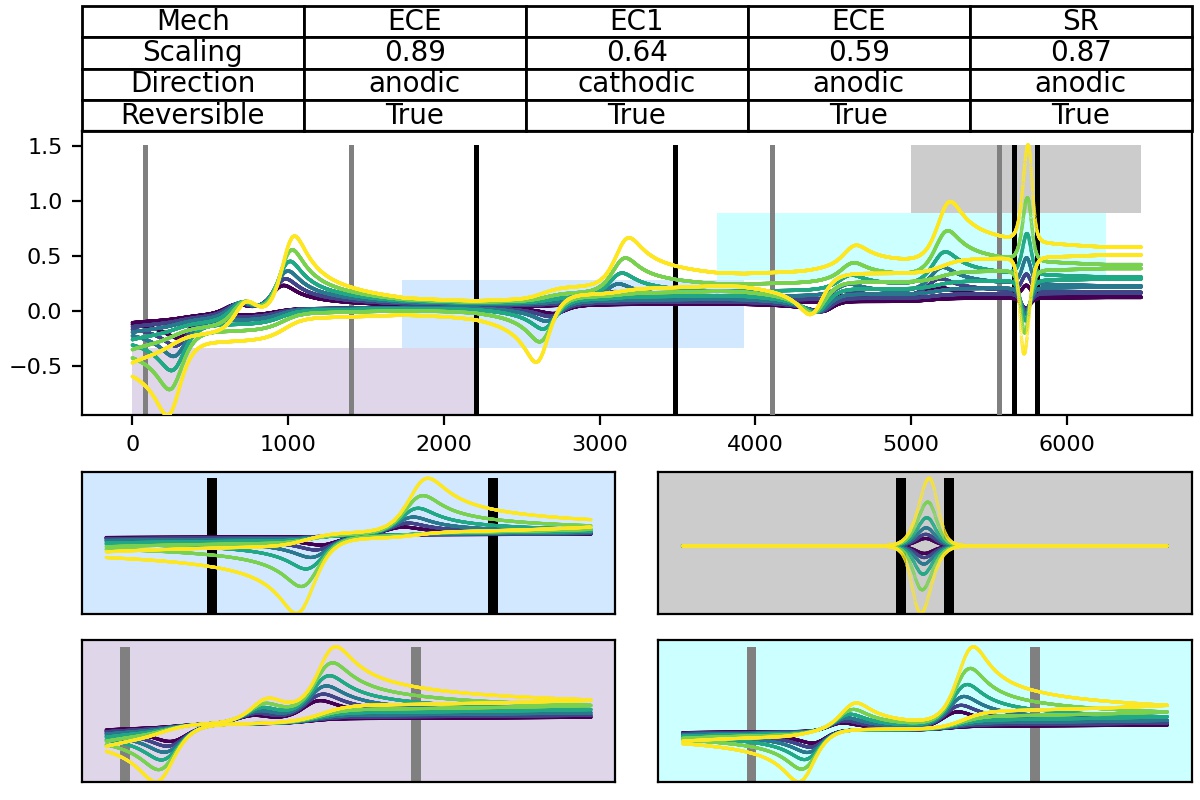 Mech ECE EC1 ECE SR
Scaling 0.89 0.64 0.59 0.87
Direction anodic cathodic anodic anodic
Reversible True True True True
1.5
1.0
0.5
0.0
−0.5
0 1000 2000 3000 4000 5000 6000